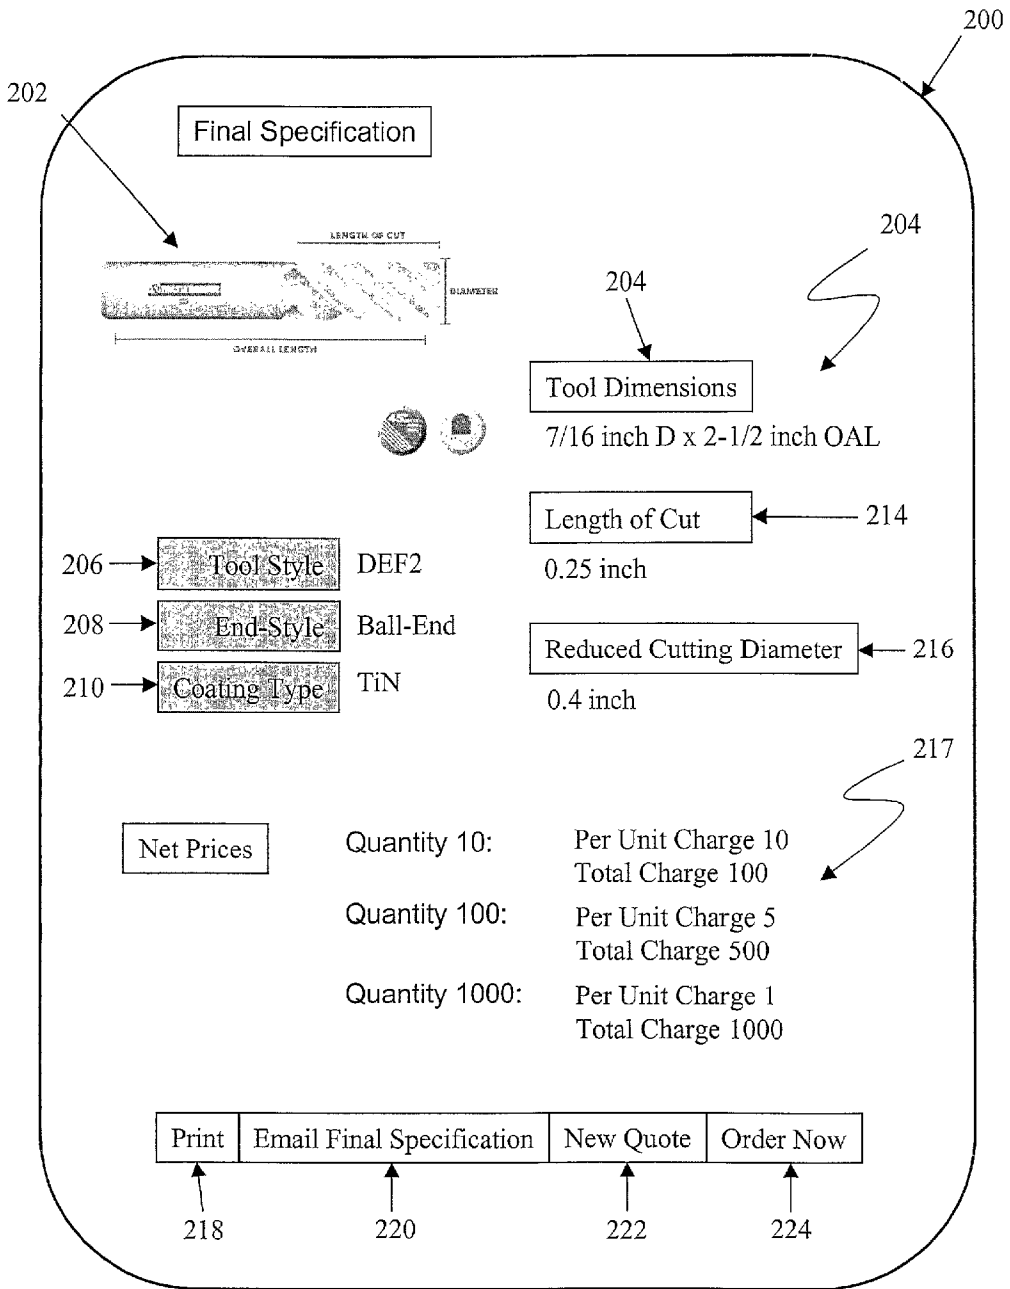 200
202
Final Specification
204
LENGTH OF CUT
204
DIAMETER
OVERALL LENGTH
Tool Dimensions
7/16 inch D x 2-1/2 inch OAL
Length of Cut
214
206
Tool Style
DEF2
0.25 inch
208
End-Style
Ball-End
Reduced Cutting Diameter
216
210
Coating Type
TiN
0.4 inch
217
Net Prices
Quantity 10:
Per Unit Charge 10
Total Charge 100
Quantity 100:
Per Unit Charge 5
Total Charge 500
Quantity 1000:
Per Unit Charge 1
Total Charge 1000
Print
Email Final Specification
New Quote
Order Now
218
220
222
224